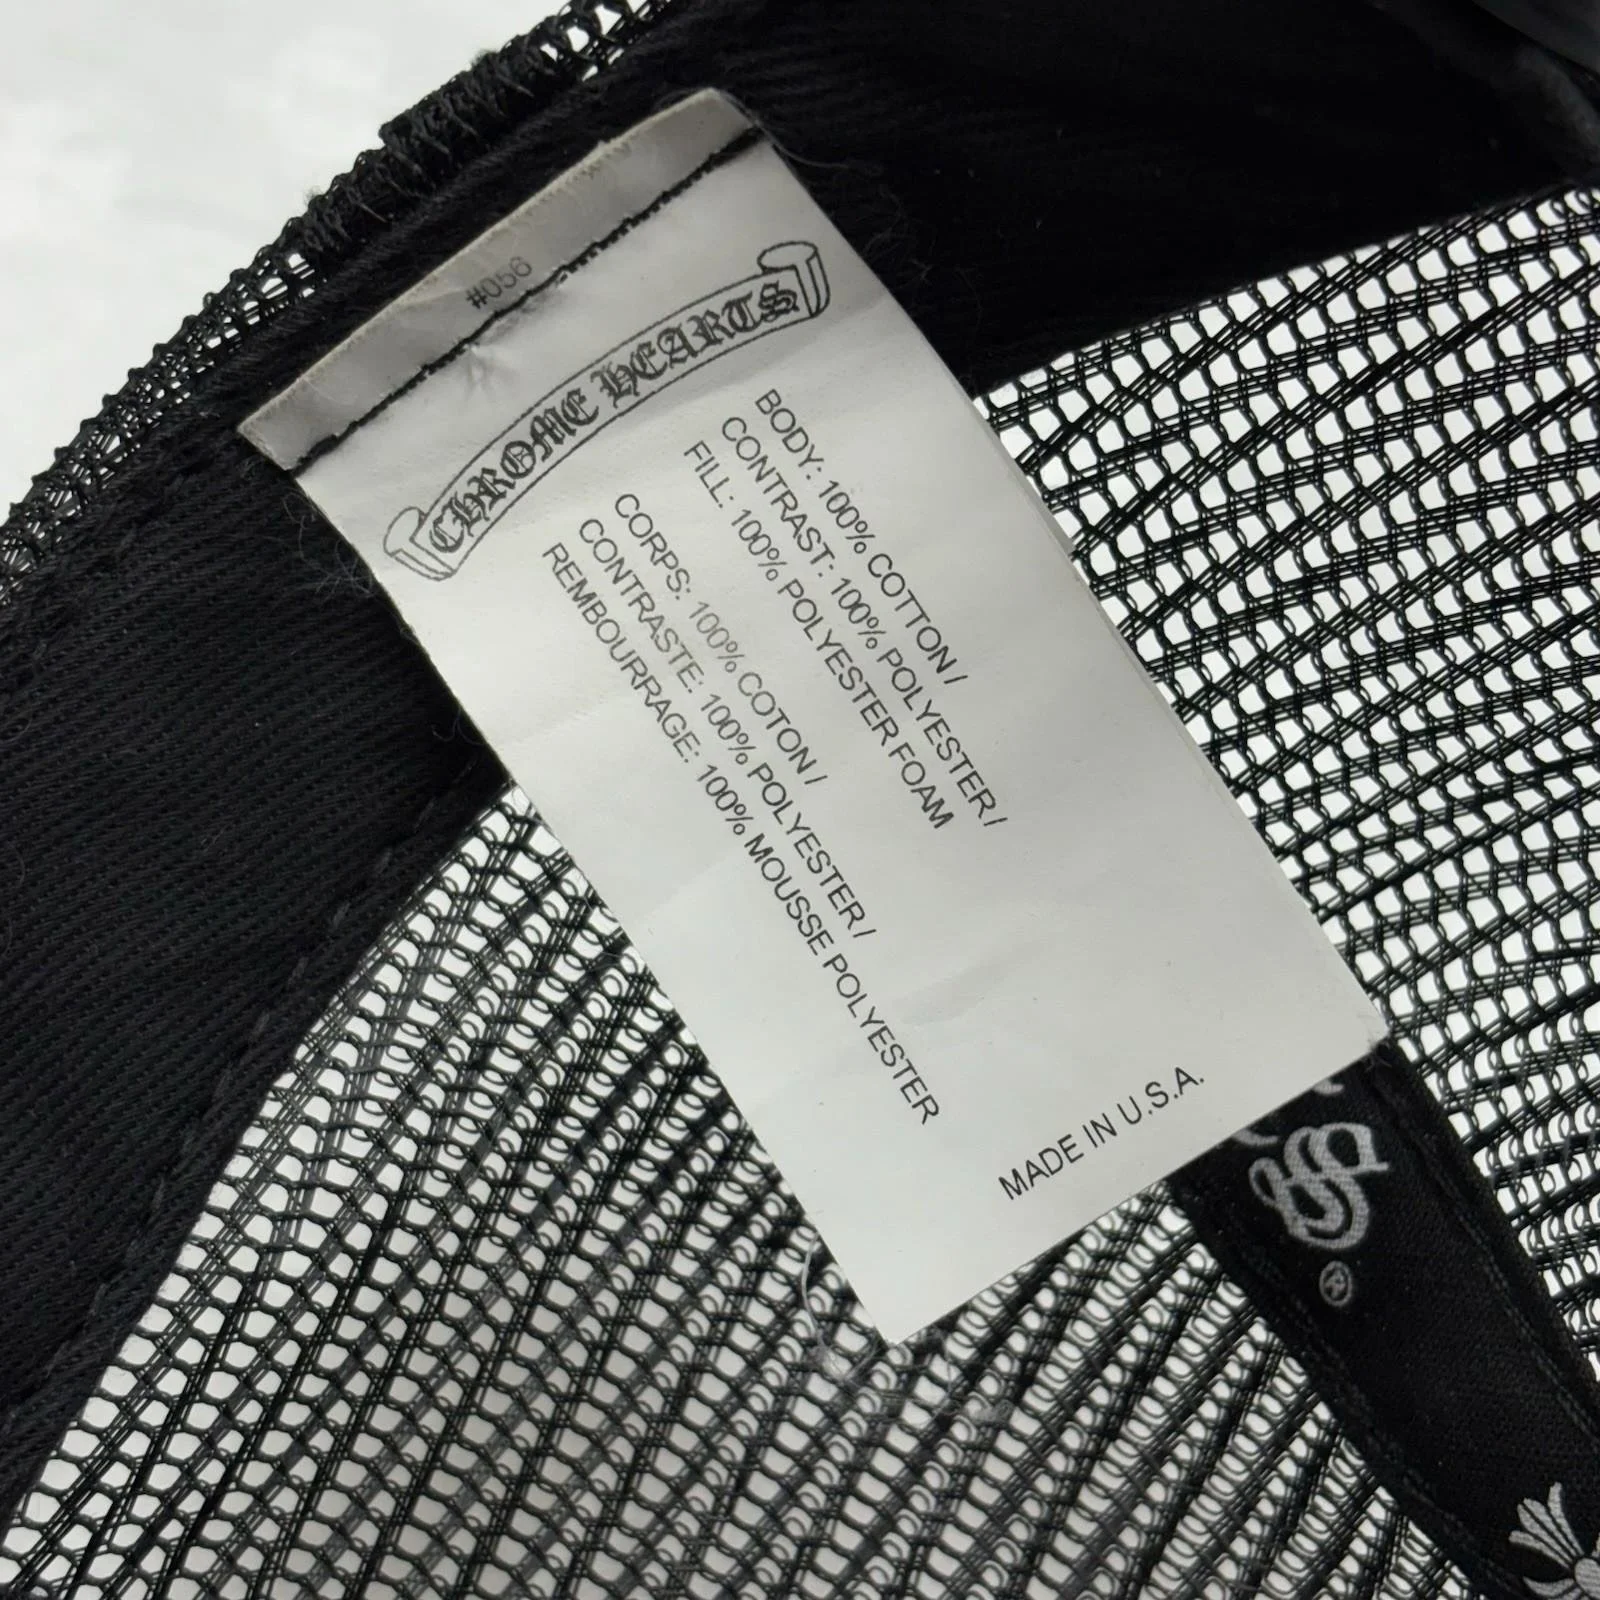 #056
CHROME HEARTS
BODY: 100% COTTON /
CONTRAST: 100% POLYESTER /
FILL: 100% POLYESTER FOAM
CORPS: 100% COTON /
CONTRASTE: 100% POLYESTER /
REMBOURRAGE: 100% MOUSSE POLYESTER
MADE IN U.S.A.
®